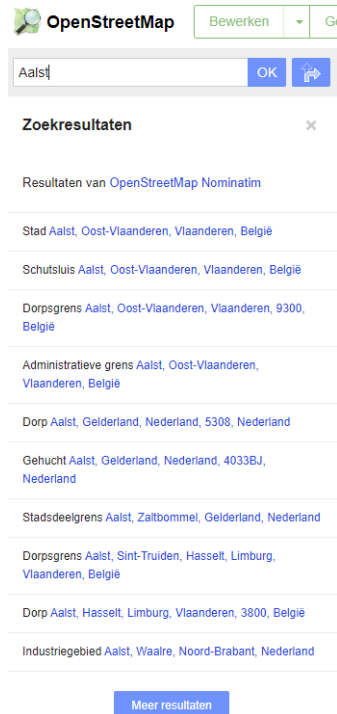 OpenStreetMap
Bewerken
Aalst
OK
Zoekresultaten
×
Resultaten van OpenStreetMap Nominatim
Stad Aalst, Oost-Vlaanderen, Vlaanderen, België
Schutsluis Aalst, Oost-Vlaanderen, Vlaanderen, België
Dorpsgrens Aalst, Oost-Vlaanderen, Vlaanderen, 9300,
België
Administratieve grens Aalst, Oost-Vlaanderen,
Vlaanderen, België
Dorp Aalst, Gelderland, Nederland, 5308, Nederland
Gehucht Aalst, Gelderland, Nederland, 4033BJ,
Nederland
Stadsdeelgrens Aalst, Zaltbommel, Gelderland, Nederland
Dorpsgrens Aalst, Sint-Truiden, Hasselt, Limburg,
Vlaanderen, België
Dorp Aalst, Hasselt, Limburg, Vlaanderen, 3800, België
Industriegebied Aalst, Waalre, Noord-Brabant, Nederland
Meer resultaten